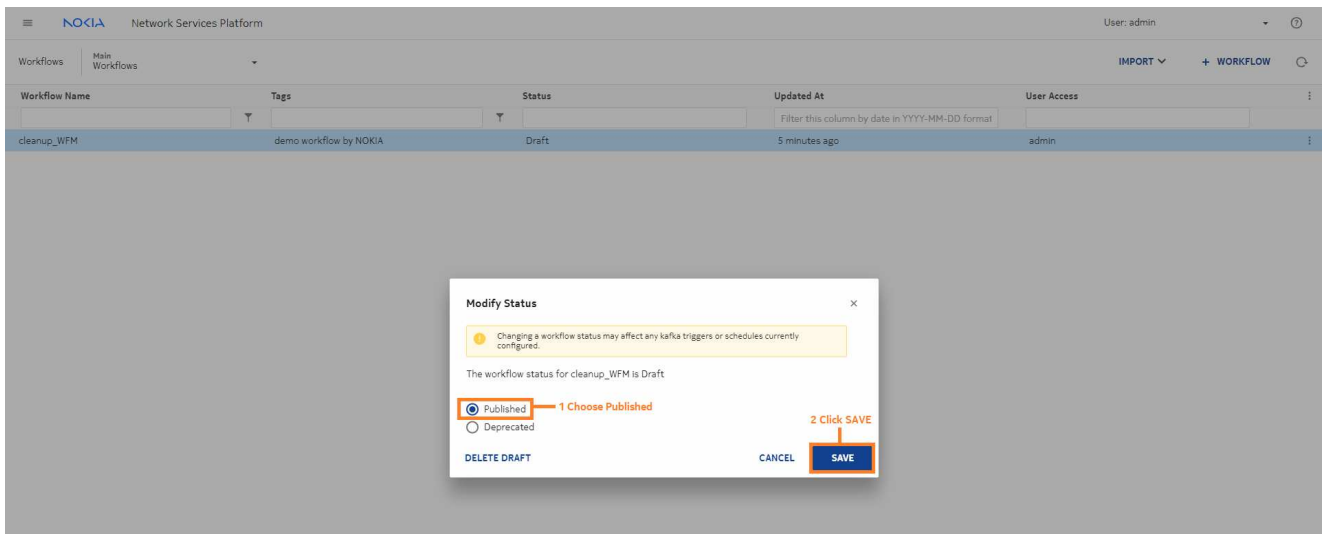 NOKIA Network Services Platform User: admin
Workflows Main Workflows IMPORT + WORKFLOW
Workflow Name Tags Status Updated At User Access
Filter this column by date in YYYY-MM-DD format
cleanup_WFM demo workflow by NOKIA Draft 5 minutes ago admin
Modify Status
Changing a workflow status may affect any kafka triggers or schedules currently
configured.
The workflow status for cleanup_WFM is Draft
Published 1 Choose Published
Deprecated
2 Click SAVE
DELETE DRAFT CANCEL SAVE